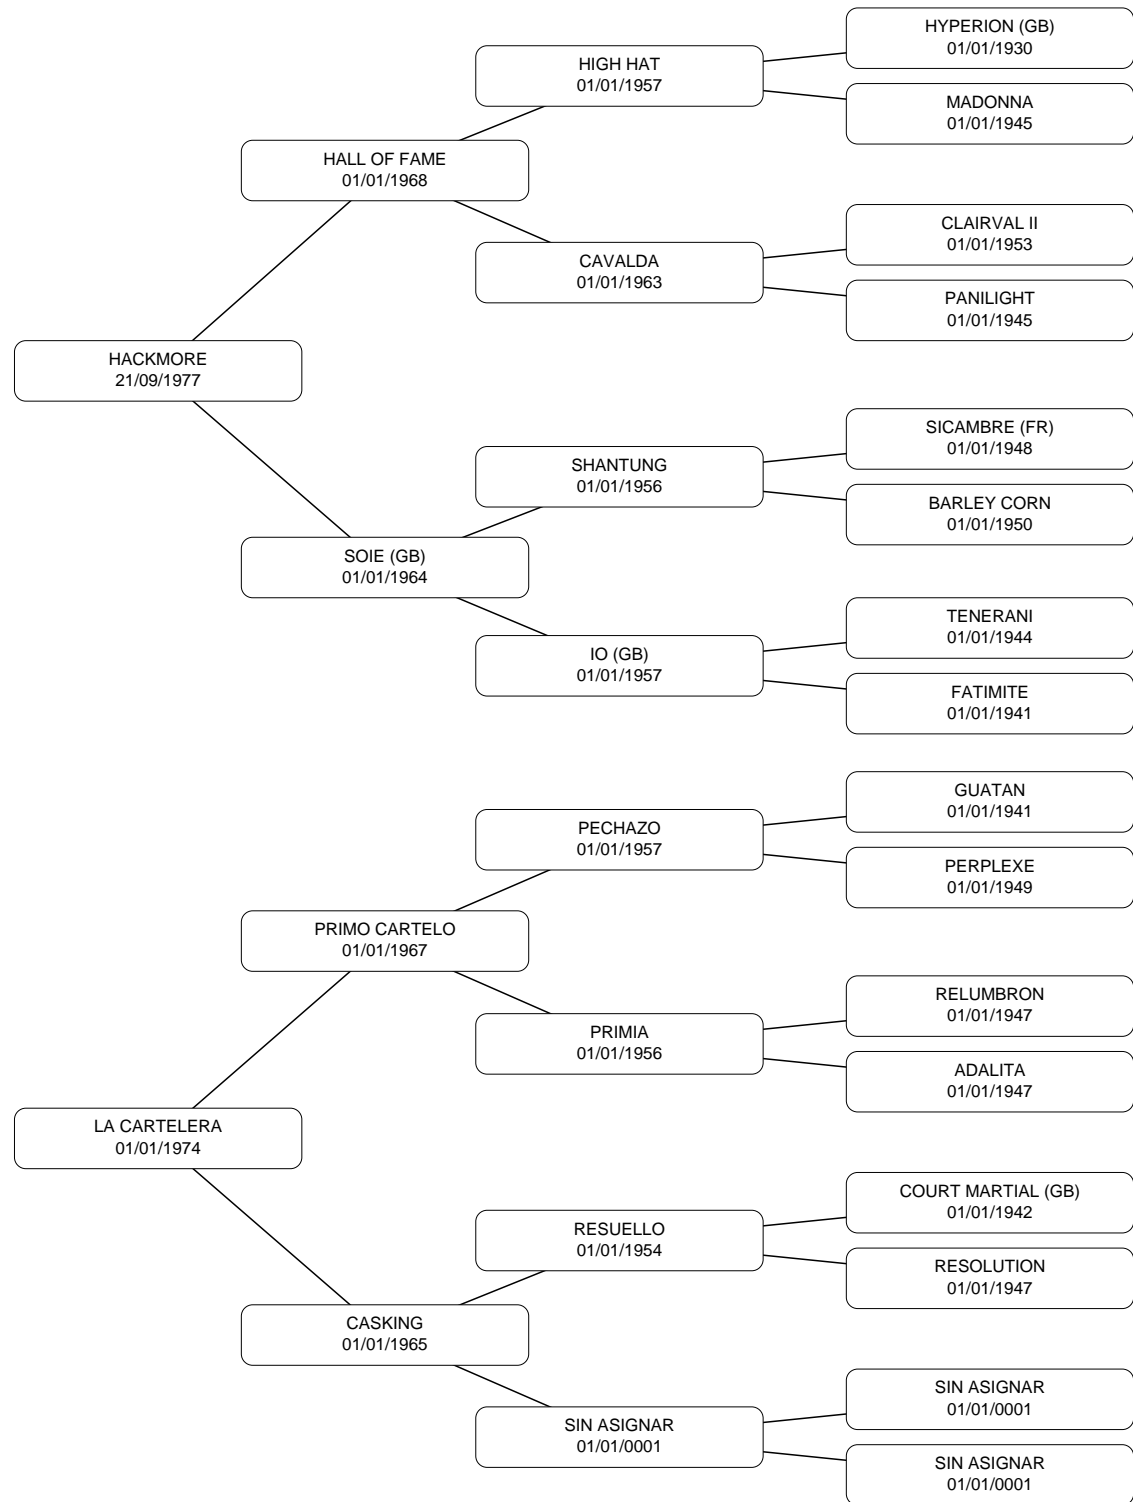 HYPERION (GB)
01/01/1930
HIGH HAT
01/01/1957
MADONNA
01/01/1945
HALL OF FAME
01/01/1968
CLAIRVAL II
01/01/1953
CAVALDA
01/01/1963
PANILIGHT
01/01/1945
HACKMORE
21/09/1977
SICAMBRE (FR)
01/01/1948
SHANTUNG
01/01/1956
BARLEY CORN
01/01/1950
SOIE (GB)
01/01/1964
TENERANI
01/01/1944
IO (GB)
01/01/1957
FATIMITE
01/01/1941
GUATAN
01/01/1941
PECHAZO
01/01/1957
PERPLEXE
01/01/1949
PRIMO CARTELO
01/01/1967
RELUMBRON
01/01/1947
PRIMIA
01/01/1956
ADALITA
01/01/1947
LA CARTELERA
01/01/1974
COURT MARTIAL (GB)
01/01/1942
RESUELLO
01/01/1954
RESOLUTION
01/01/1947
CASKING
01/01/1965
SIN ASIGNAR
01/01/0001
SIN ASIGNAR
01/01/0001
SIN ASIGNAR
01/01/0001